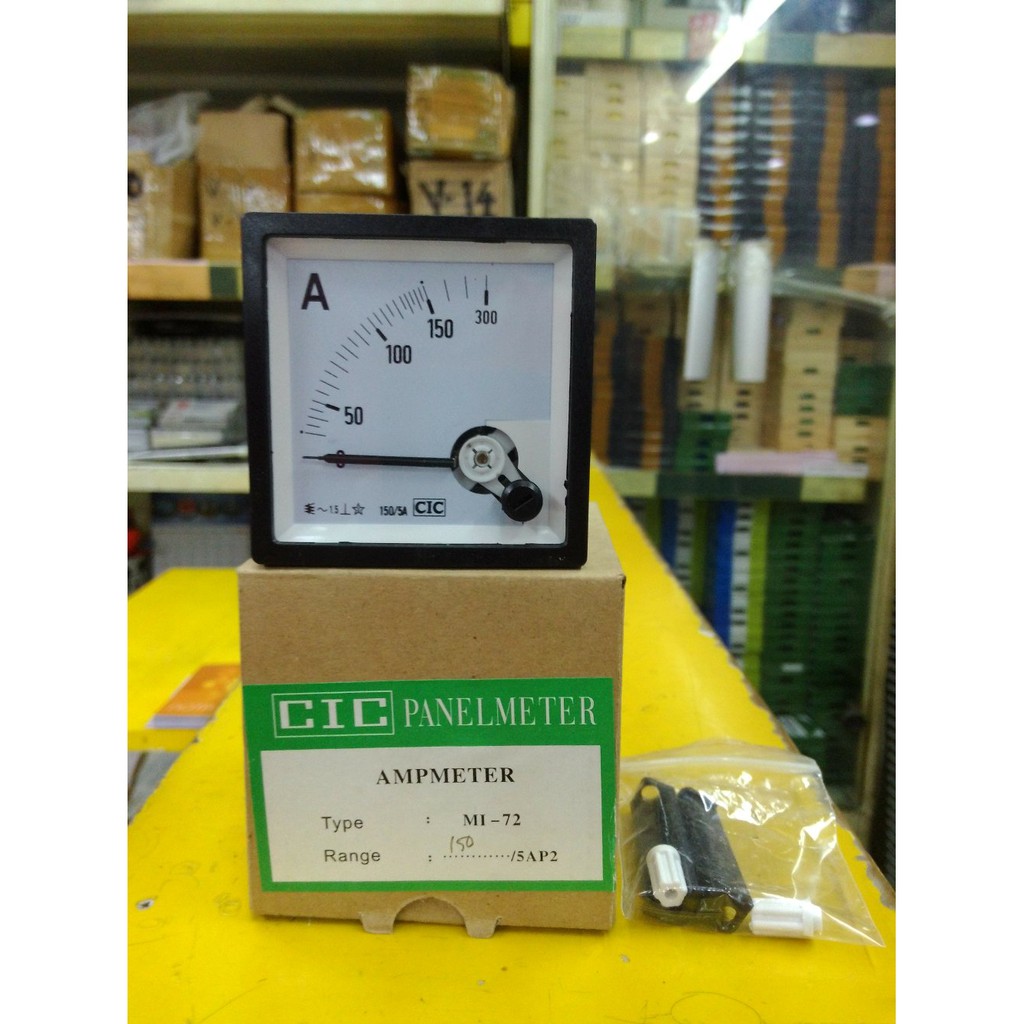 V-14
A
50
100
150
300
~ 1.5 ⊥ ☆ 150/5A CIC
CIC PANELMETER
AMPMETER
Type : MI-72
Range : 150 ............/5AP2